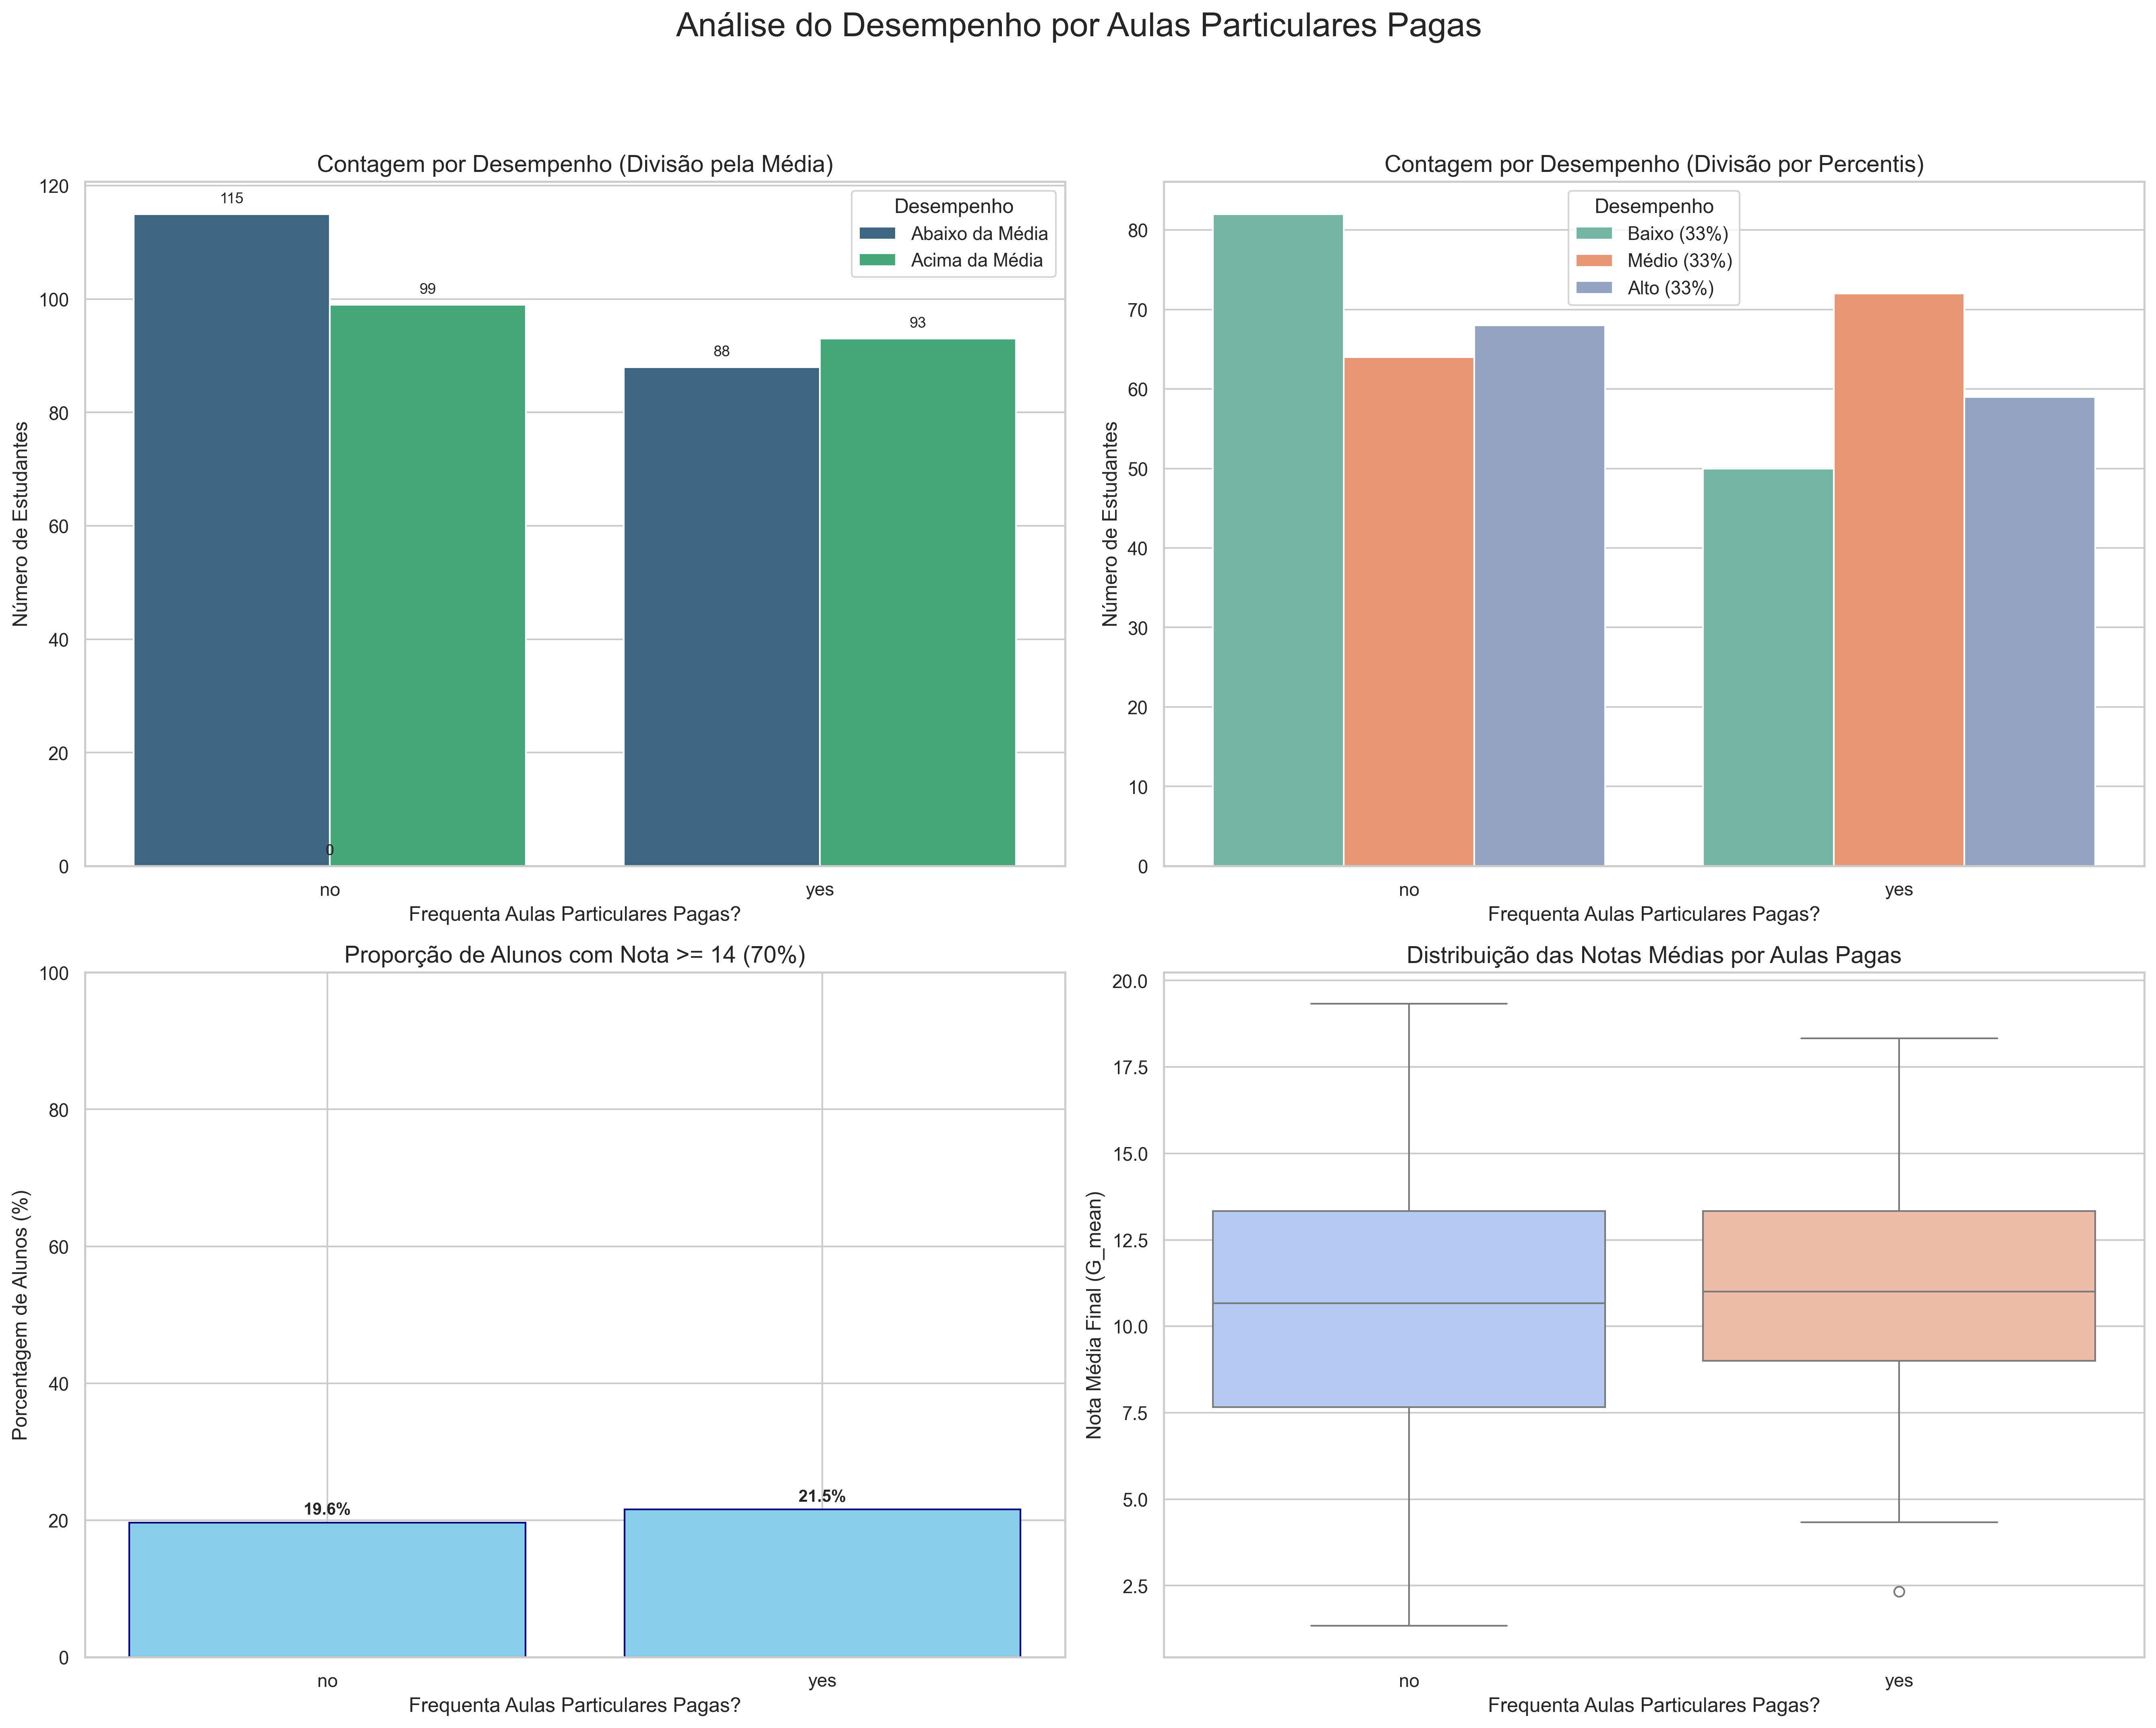 Análise do Desempenho por Aulas Particulares Pagas
Contagem por Desempenho (Divisão pela Média)
Número de Estudantes
120
100
80
60
40
20
0
115
99
88
93
0
Desempenho
Abaixo da Média
Acima da Média
no
yes
Frequenta Aulas Particulares Pagas?
Contagem por Desempenho (Divisão por Percentis)
Número de Estudantes
80
70
60
50
40
30
20
10
0
Desempenho
Baixo (33%)
Médio (33%)
Alto (33%)
no
yes
Frequenta Aulas Particulares Pagas?
Proporção de Alunos com Nota >= 14 (70%)
Porcentagem de Alunos (%)
100
80
60
40
20
0
19.6%
21.5%
no
yes
Frequenta Aulas Particulares Pagas?
Distribuição das Notas Médias por Aulas Pagas
Nota Média Final (G_mean)
20.0
17.5
15.0
12.5
10.0
7.5
5.0
2.5
no
yes
Frequenta Aulas Particulares Pagas?